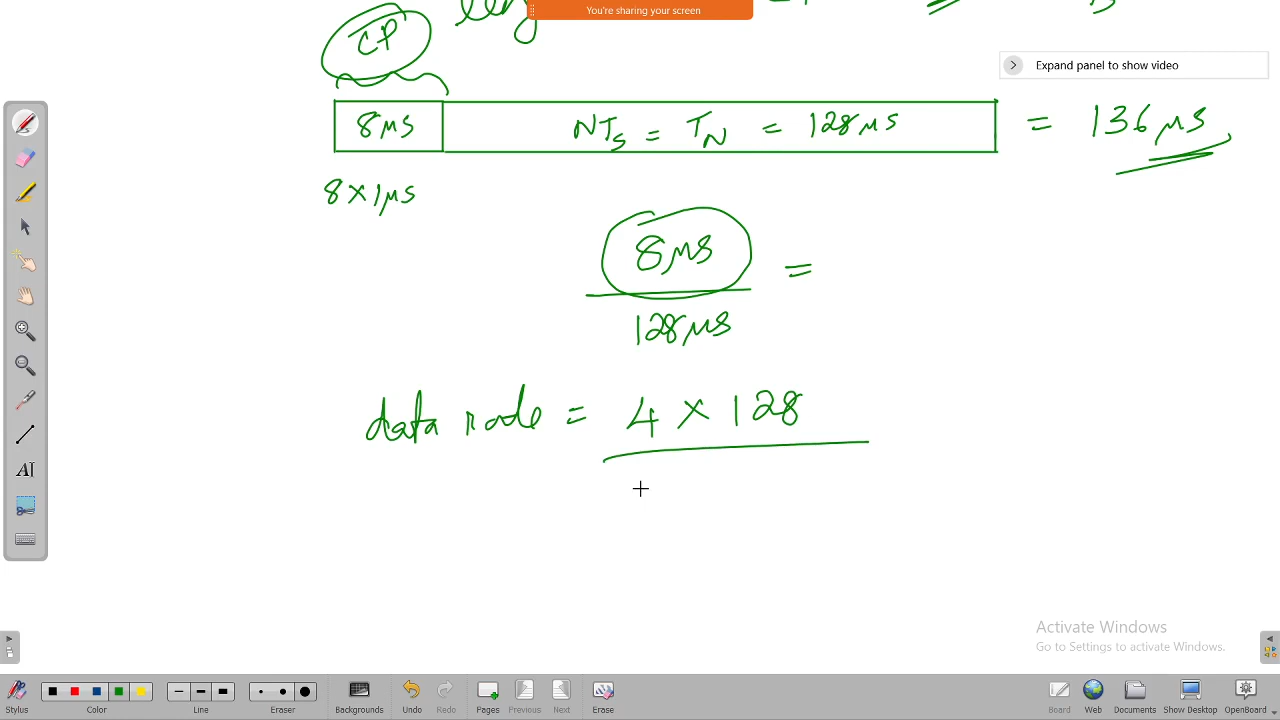 You're sharing your screen
CP
Expand panel to show video
8μs NTs = TN = 128μs = 136μs
8 × 1μs
8μs =
128μs
data rate = 4 × 128
Activate Windows
Go to Settings to activate Windows.
Stylus Color Line Eraser Backgrounds Undo Redo Pages Previous Next Erase Board Web Documents Show Desktop OpenBoard